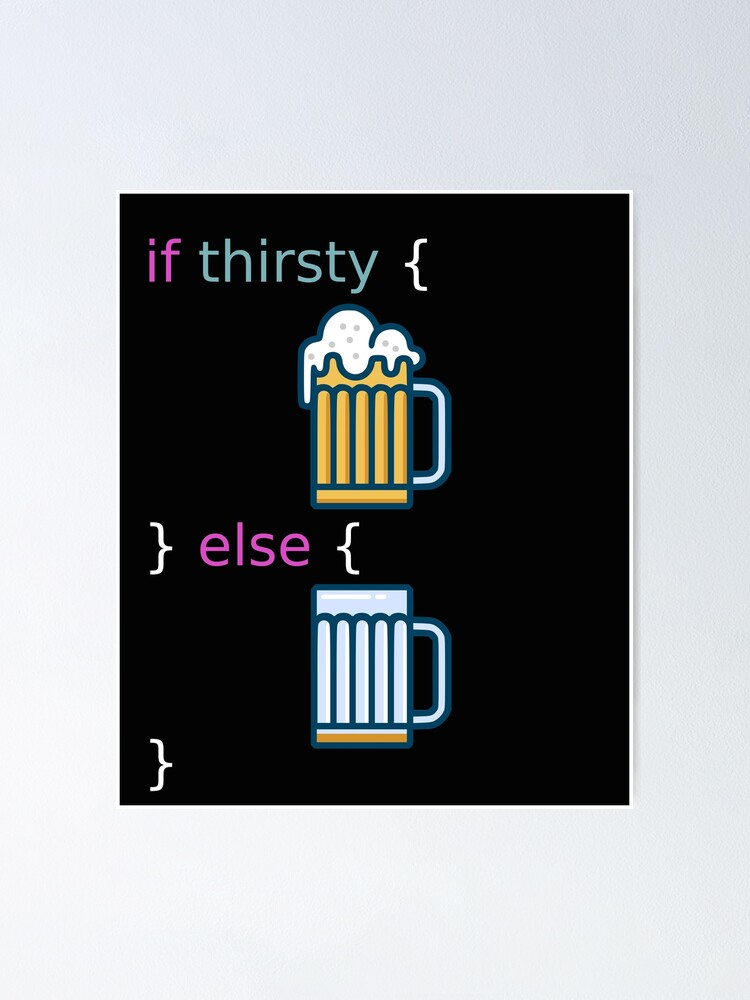 if thirsty {
} else {
}